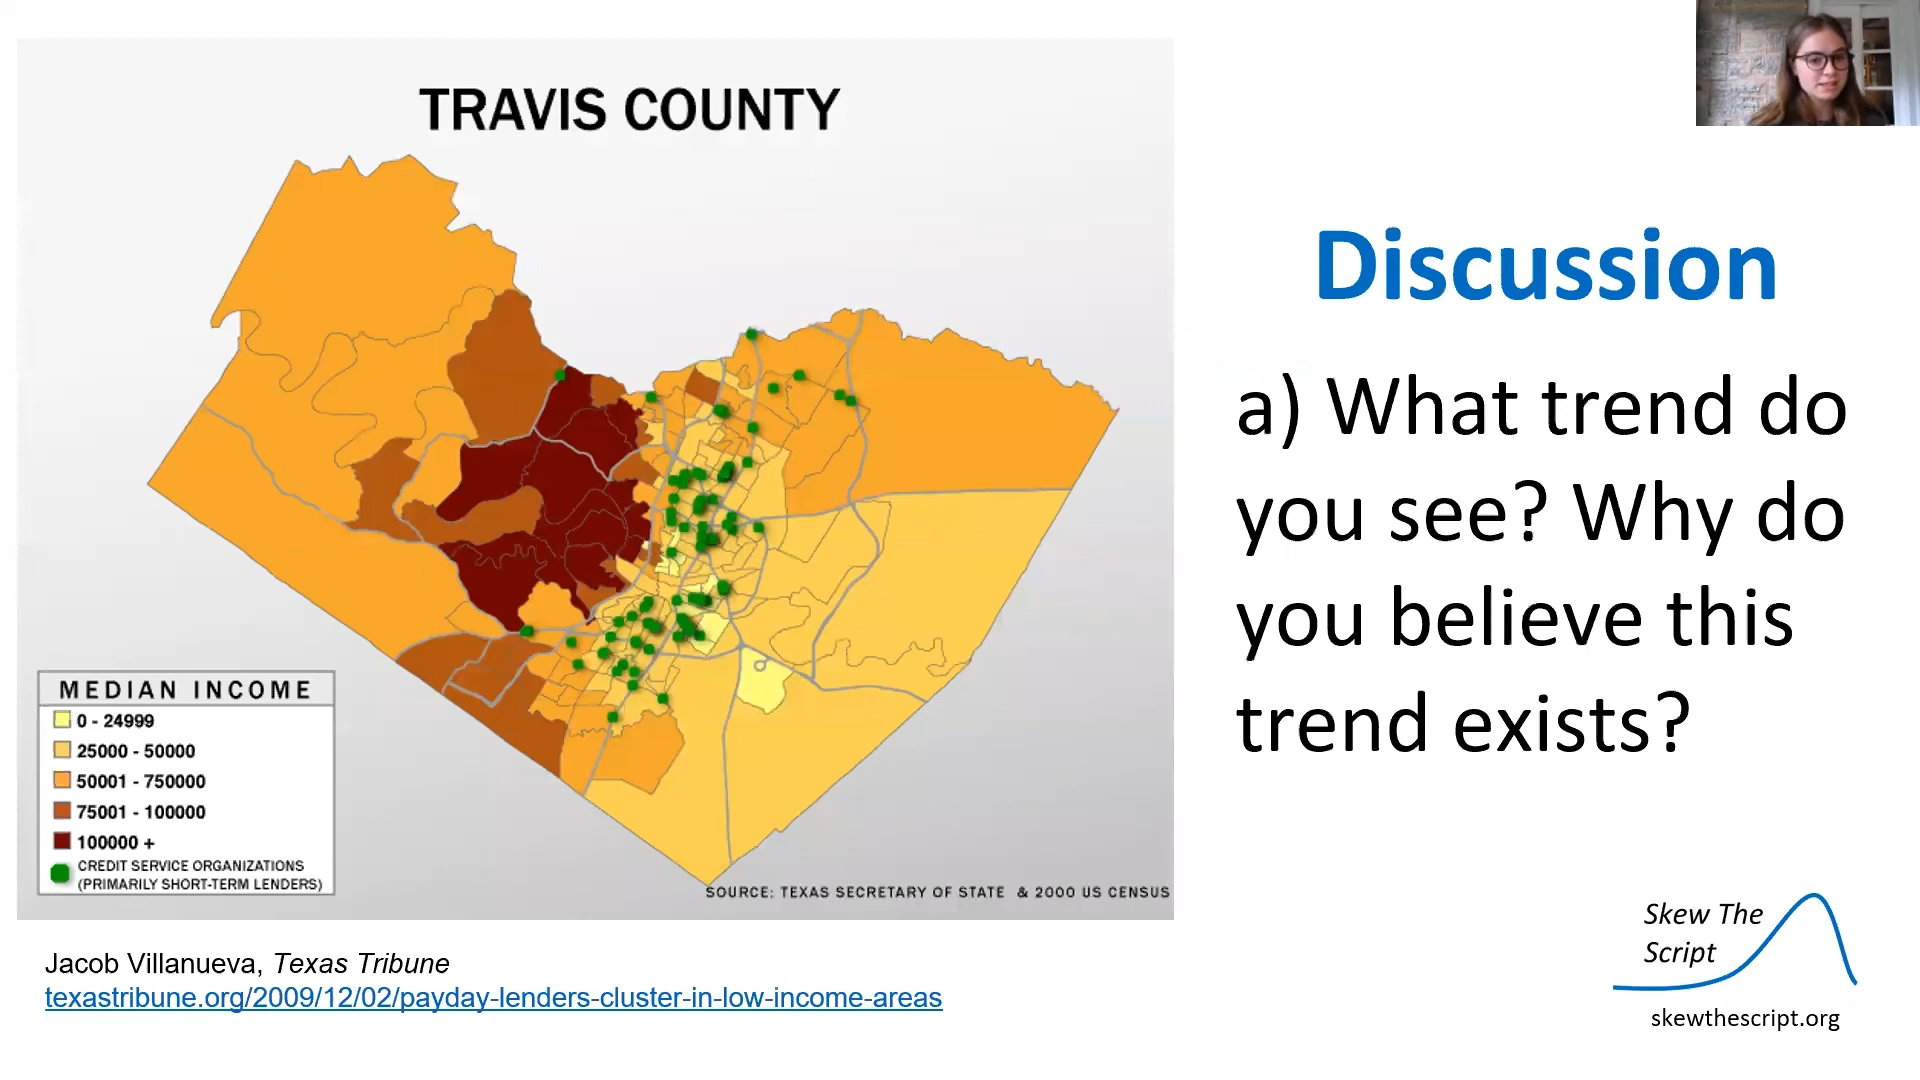 TRAVIS COUNTY
MEDIAN INCOME
0 - 24999
25000 - 50000
50001 - 750000
75001 - 100000
100000 +
CREDIT SERVICE ORGANIZATIONS
(PRIMARILY SHORT-TERM LENDERS)
SOURCE: TEXAS SECRETARY OF STATE & 2000 US CENSUS
Jacob Villanueva, Texas Tribune
texastribune.org/2009/12/02/payday-lenders-cluster-in-low-income-areas
Discussion
a) What trend do
you see? Why do
you believe this
trend exists?
Skew The
Script
skewthescript.org